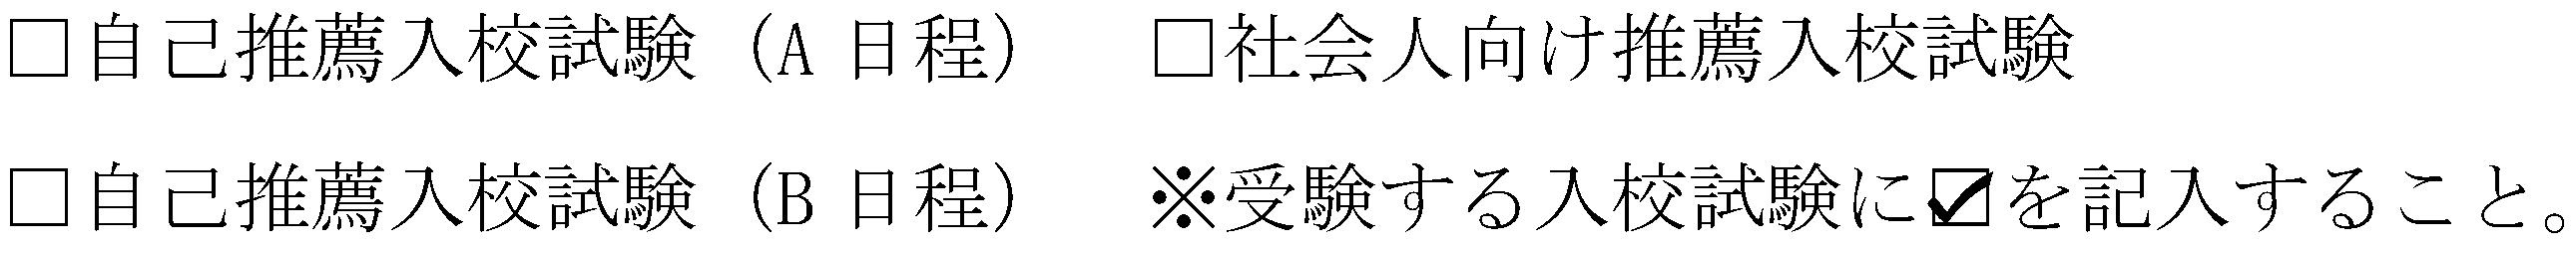 □自己推薦入校試験（A 日程）　□社会人向け推薦入校試験
□自己推薦入校試験（B 日程）　※受験する入校試験に☑を記入すること。